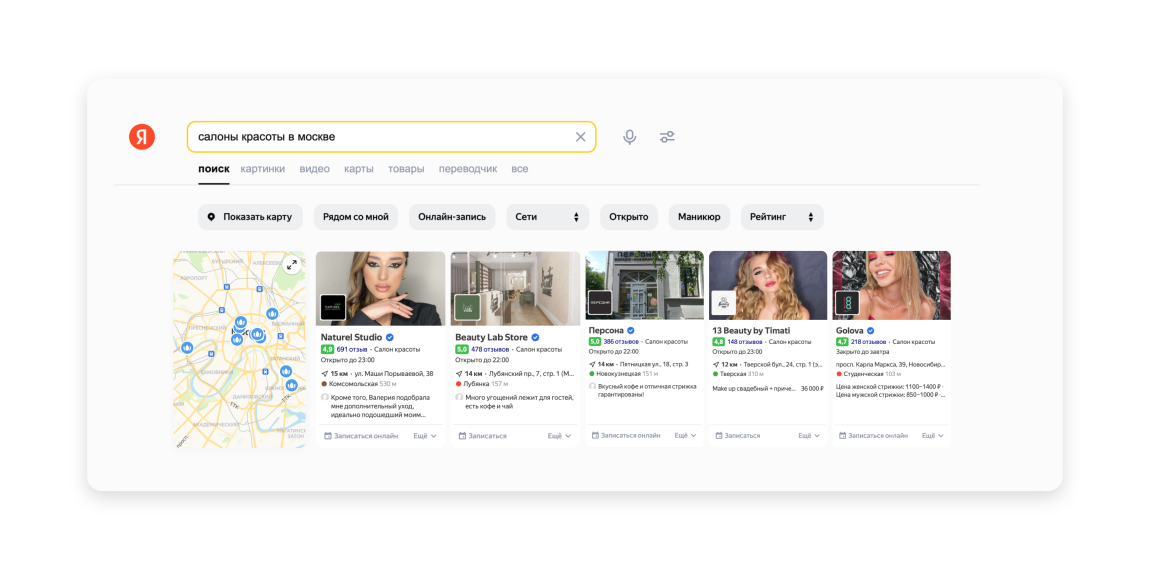 Я
салоны красоты в москве
поиск картинки видео карты товары переводчик все
Показать карту
Рядом со мной
Онлайн-запись
Сети
Открыто
Маникюр
Рейтинг
АЭРОПОРТ
Naturel Studio
4,9 691 отзыв · Салон красоты
Открыто до 23:00
15 км · ул. Маши Порываевой, 38
Комсомольская 530 м
Кроме того, Валерия подобрала
мне дополнительный уход,
идеально подошедший моим...
Записаться онлайн Ещё
Beauty Lab Store
5,0 478 отзывов · Салон красоты
Открыто до 22:00
14 км · Лубянский пр., 7, стр. 1 (М...
Лубянка 157 м
Много угощений лежит для гостей,
есть кофе и чай
Записаться Ещё
ПЕРСОНА
Персона
5,0 386 отзывов · Салон красоты
Открыто до 22:00
14 км · Пятницкая ул., 18, стр. 3
Новокузнецкая 151 м
Вкусный кофе и отличная стрижка
гарантированы!
Записаться онлайн Ещё
13 Beauty by Timati
4,8 148 отзывов · Салон красоты
Открыто до 23:00
12 км · Тверской бул., 24, стр. 1 (э...
Тверская 310 м
Make up свадебный + приче... 36 000 ₽
Записаться Ещё
Golova
4,7 218 отзывов · Салон красоты
Закрыто до завтра
просп. Карла Маркса, 39, Новосибир...
Студенческая 103 м
Цена женской стрижки: 1100–1400 ₽ ·
Цена мужской стрижки: 850–1000 ₽ ·...
Записаться онлайн Ещё